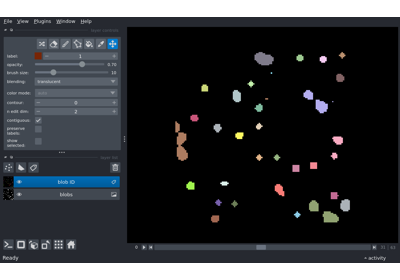 File View Plugins Window Help
label: 1
opacity: 0.70
brush size: 10
blending: translucent
color mode:
contour: 0
n edit dim: 2
contiguous:
preserve
labels:
show
selected:
blob ID
blobs
Ready
activity